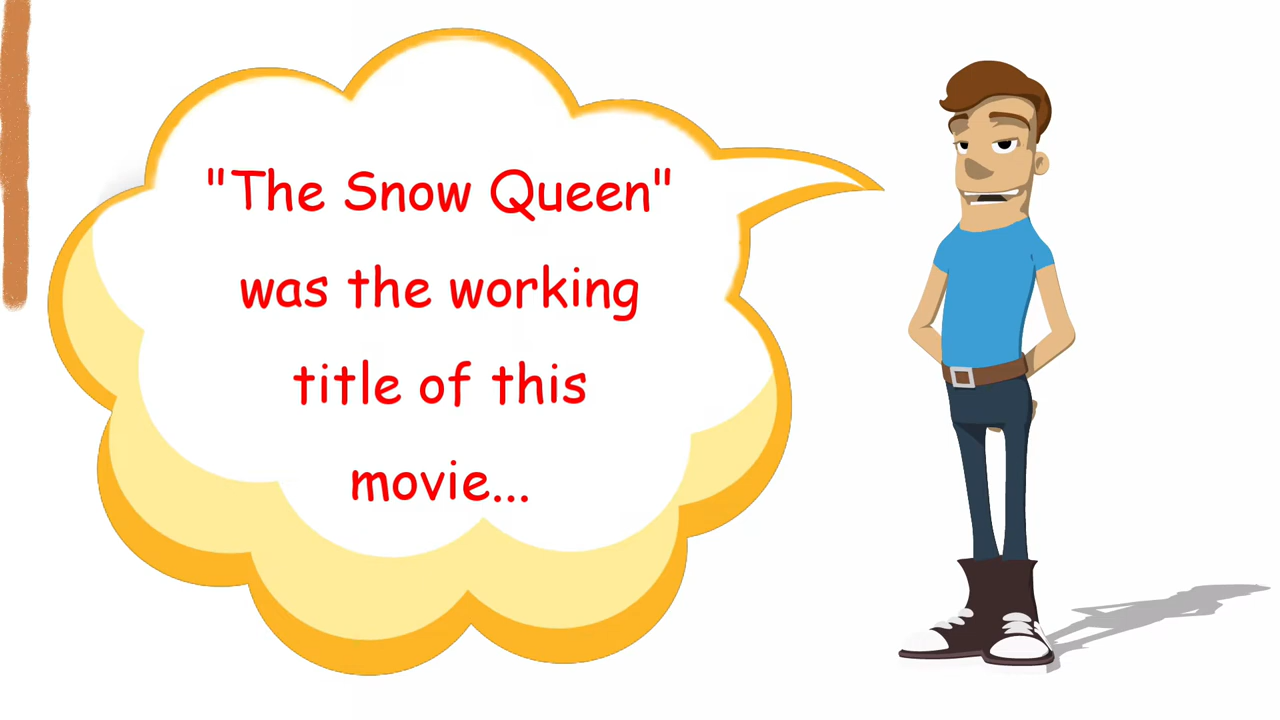 "The Snow Queen"
was the working
title of this
movie...